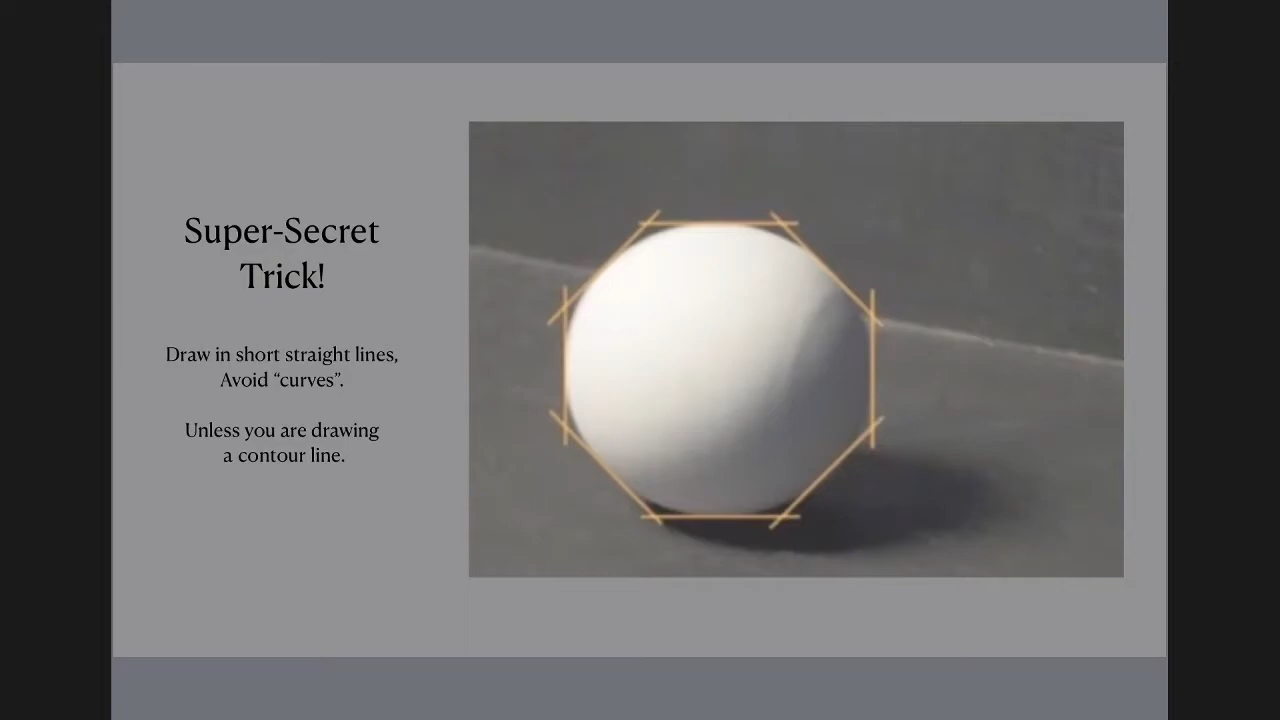 Super-Secret
Trick!
Draw in short straight lines,
Avoid “curves”.
Unless you are drawing
a contour line.